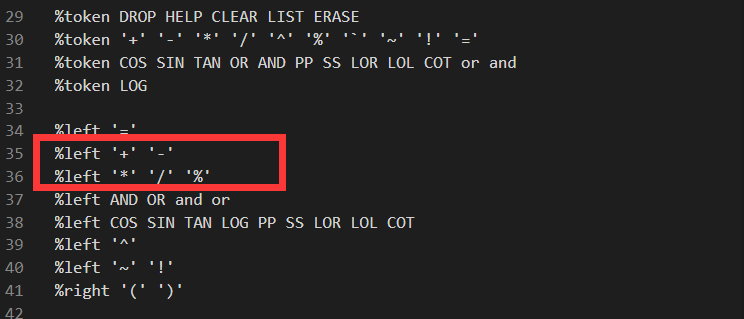 29 %token DROP HELP CLEAR LIST ERASE
30 %token '+' '-' '*' '/' '^' '%' '`' '~' '!' '='
31 %token COS SIN TAN OR AND PP SS LOR LOL COT or and
32 %token LOG
33
34 %left '='
35 %left '+' '-'
36 %left '*' '/' '%'
37 %left AND OR and or
38 %left COS SIN TAN LOG PP SS LOR LOL COT
39 %left '^'
40 %left '~' '!'
41 %right '(' ')'
42